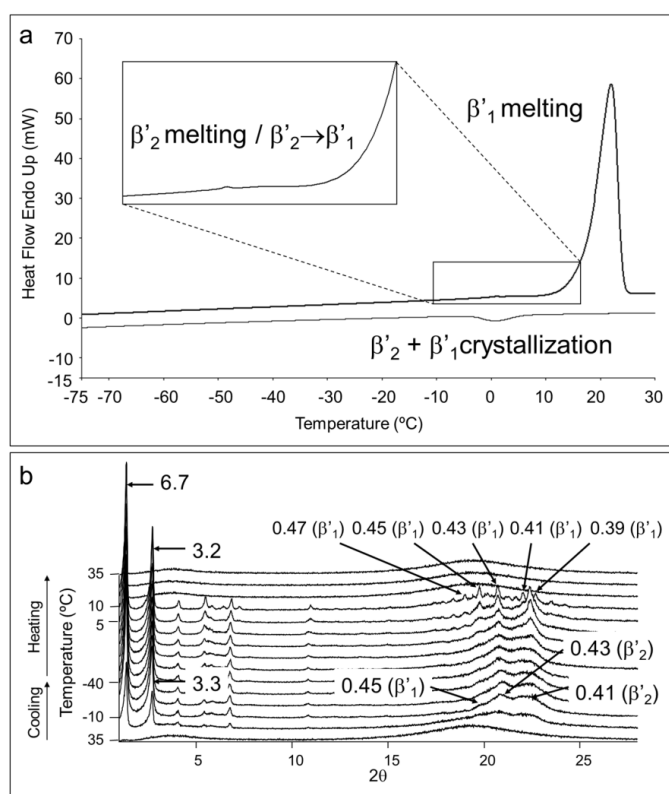 a
70
60
50
40
30
20
10
0
-10
-15
Heat Flow Endo Up (mW)
β’₂ melting / β’₂→β’₁
β’₁ melting
β’₂ + β’₁crystallization
-75 -70 -60 -50 -40 -30 -20 -10 0 10 20 30
Temperature (ºC)
b
6.7
3.2
0.47 (β’₁) 0.45 (β’₁) 0.43 (β’₁) 0.41 (β’₁) 0.39 (β’₁)
35
10
5
-40
-10
35
Heating
Cooling
Temperature (ºC)
3.3
0.45 (β’₁)
0.43 (β’₂)
0.41 (β’₂)
5 10 15 20 25
2θ